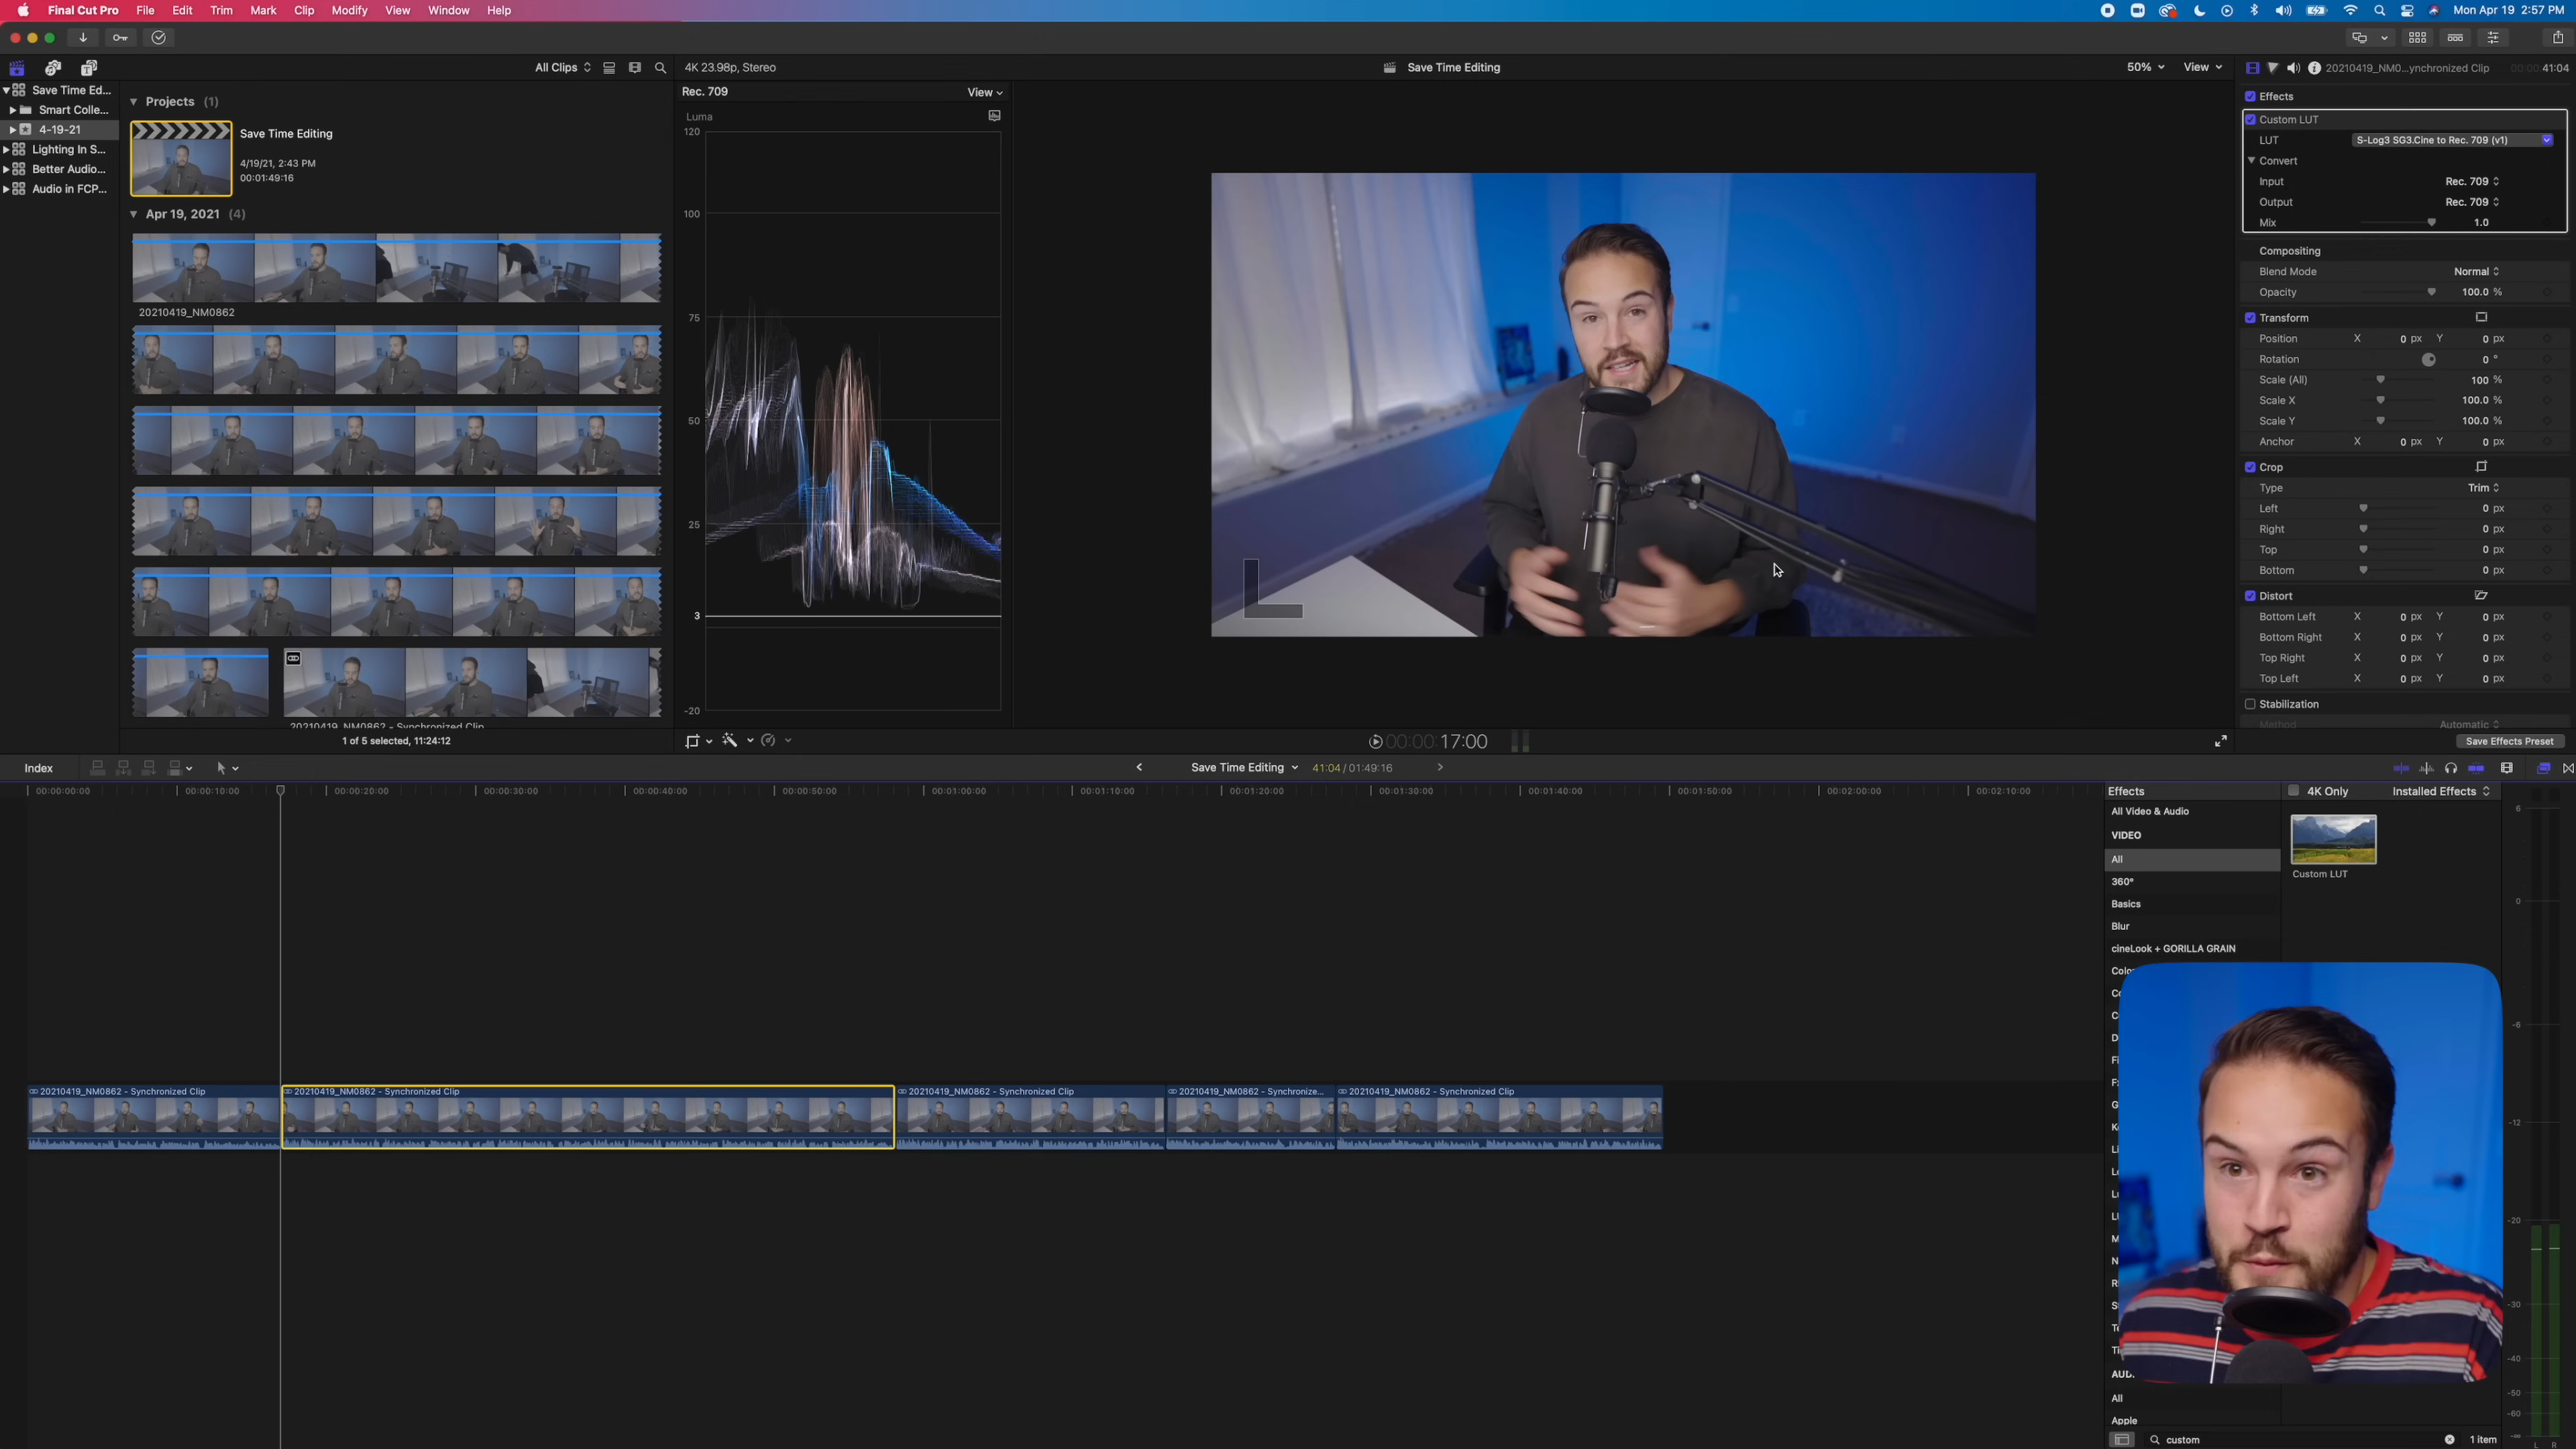 Final Cut Pro File Edit Trim Mark Clip Modify View Window Help
Mon Apr 19 2:57 PM
All Clips
4K 23.98p, Stereo
Save Time Editing
50%
View
20210419_NM0...ynchronized Clip
41:04
Save Time Ed...
Smart Colle...
4-19-21
Lighting In S...
Better Audio...
Audio in FCP...
Projects (1)
Save Time Editing
4/19/21, 2:43 PM
00:01:49:16
Apr 19, 2021 (4)
20210419_NM0862
20210419_NM0862 - Synchronized Clip
1 of 5 selected, 11:24:12
Rec. 709
View
Luma
120
100
75
50
25
3
-20
00:00:17:00
Effects
Custom LUT
LUT S-Log3 SG3.Cine to Rec. 709 (v1)
Convert
Input Rec. 709
Output Rec. 709
Mix 1.0
Compositing
Blend Mode Normal
Opacity 100.0 %
Transform
Position X 0 px Y 0 px
Rotation 0 °
Scale (All) 100 %
Scale X 100.0 %
Scale Y 100.0 %
Anchor X 0 px Y 0 px
Crop
Type Trim
Left 0 px
Right 0 px
Top 0 px
Bottom 0 px
Distort
Bottom Left X 0 px Y 0 px
Bottom Right X 0 px Y 0 px
Top Right X 0 px Y 0 px
Top Left X 0 px Y 0 px
Stabilization
Method Automatic
Save Effects Preset
Index
Save Time Editing
41:04 / 01:49:16
00:00:00:00 00:00:10:00 00:00:20:00 00:00:30:00 00:00:40:00 00:00:50:00 00:01:00:00 00:01:10:00 00:01:20:00 00:01:30:00 00:01:40:00 00:01:50:00 00:02:00:00 00:02:10:00
20210419_NM0862 - Synchronized Clip
20210419_NM0862 - Synchronized Clip
20210419_NM0862 - Synchronized Clip
20210419_NM0862 - Synchronize...
20210419_NM0862 - Synchronized Clip
Effects
4K Only
Installed Effects
All Video & Audio
VIDEO
All
360°
Basics
Blur
cineLook + GORILLA GRAIN
Custom LUT
All
Apple
custom
1 item
6
0
-6
-12
-20
-30
-40
-50
-60
-∞
L R